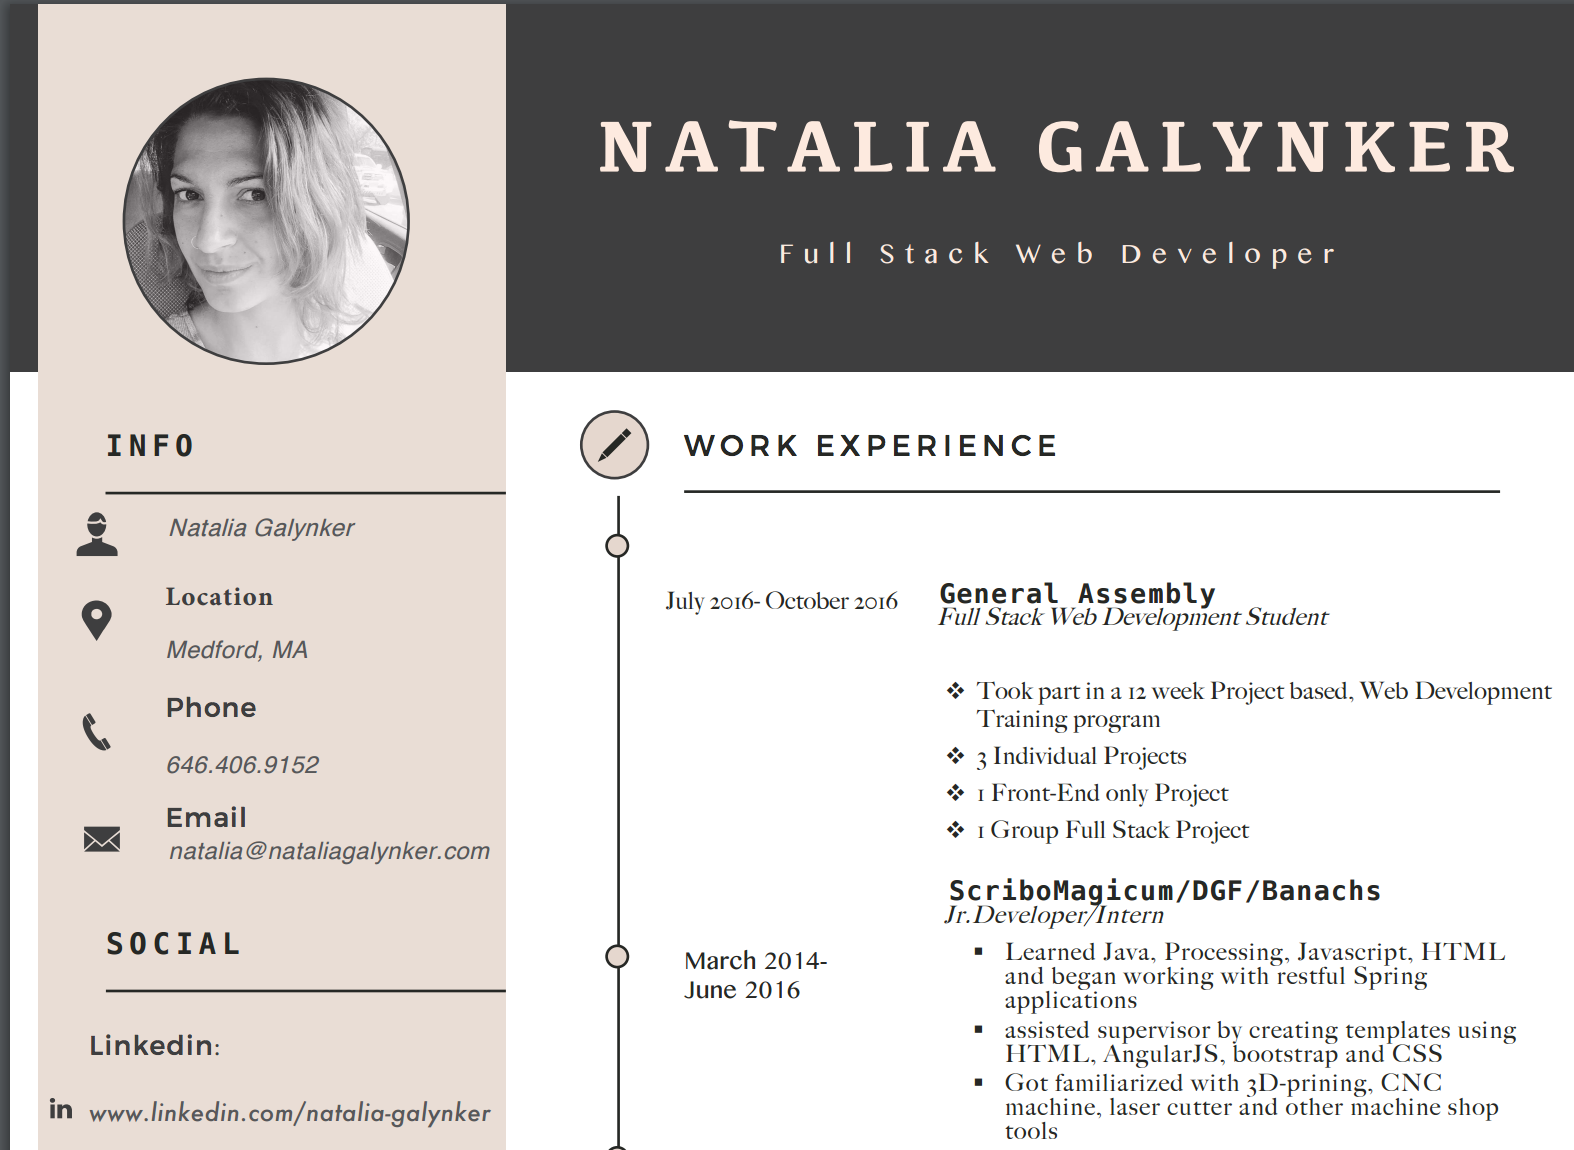 NATALIA GALYNKER
Full Stack Web Developer
INFO
Natalia Galynker
Location
Medford, MA
Phone
646.406.9152
Email
natalia@nataliagalynker.com
SOCIAL
Linkedin:
in www.linkedin.com/natalia-galynker
WORK EXPERIENCE
July 2016- October 2016
General Assembly
Full Stack Web Development Student
❖ Took part in a 12 week Project based, Web Development
Training program
❖ 3 Individual Projects
❖ 1 Front-End only Project
❖ 1 Group Full Stack Project
March 2014-
June 2016
ScriboMagicum/DGF/Banachs
Jr.Developer/Intern
▪ Learned Java, Processing, Javascript, HTML
and began working with restful Spring
applications
▪ assisted supervisor by creating templates using
HTML, AngularJS, bootstrap and CSS
▪ Got familiarized with 3D-prining, CNC
machine, laser cutter and other machine shop
tools